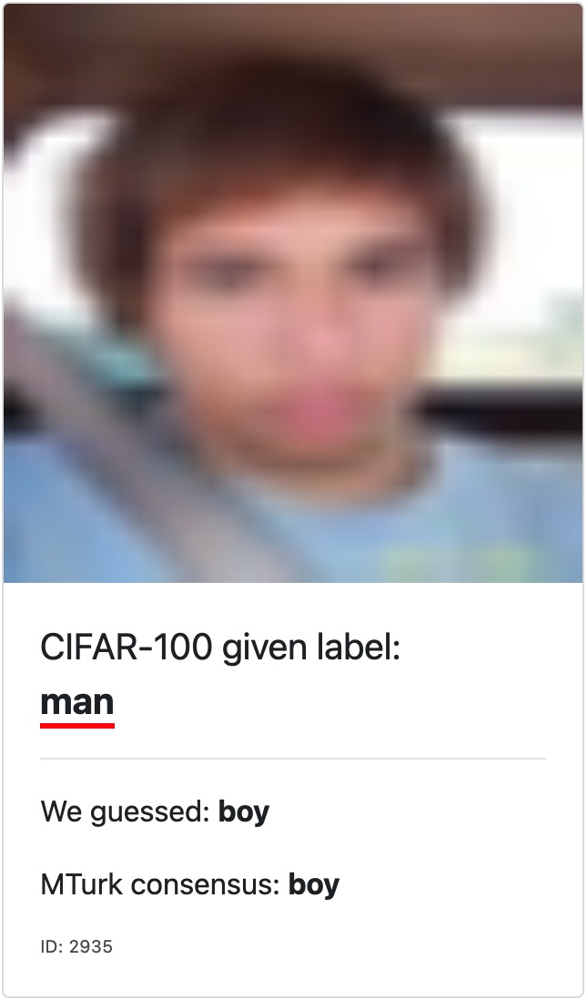 CIFAR-100 given label:
man
We guessed: boy
MTurk consensus: boy
ID: 2935